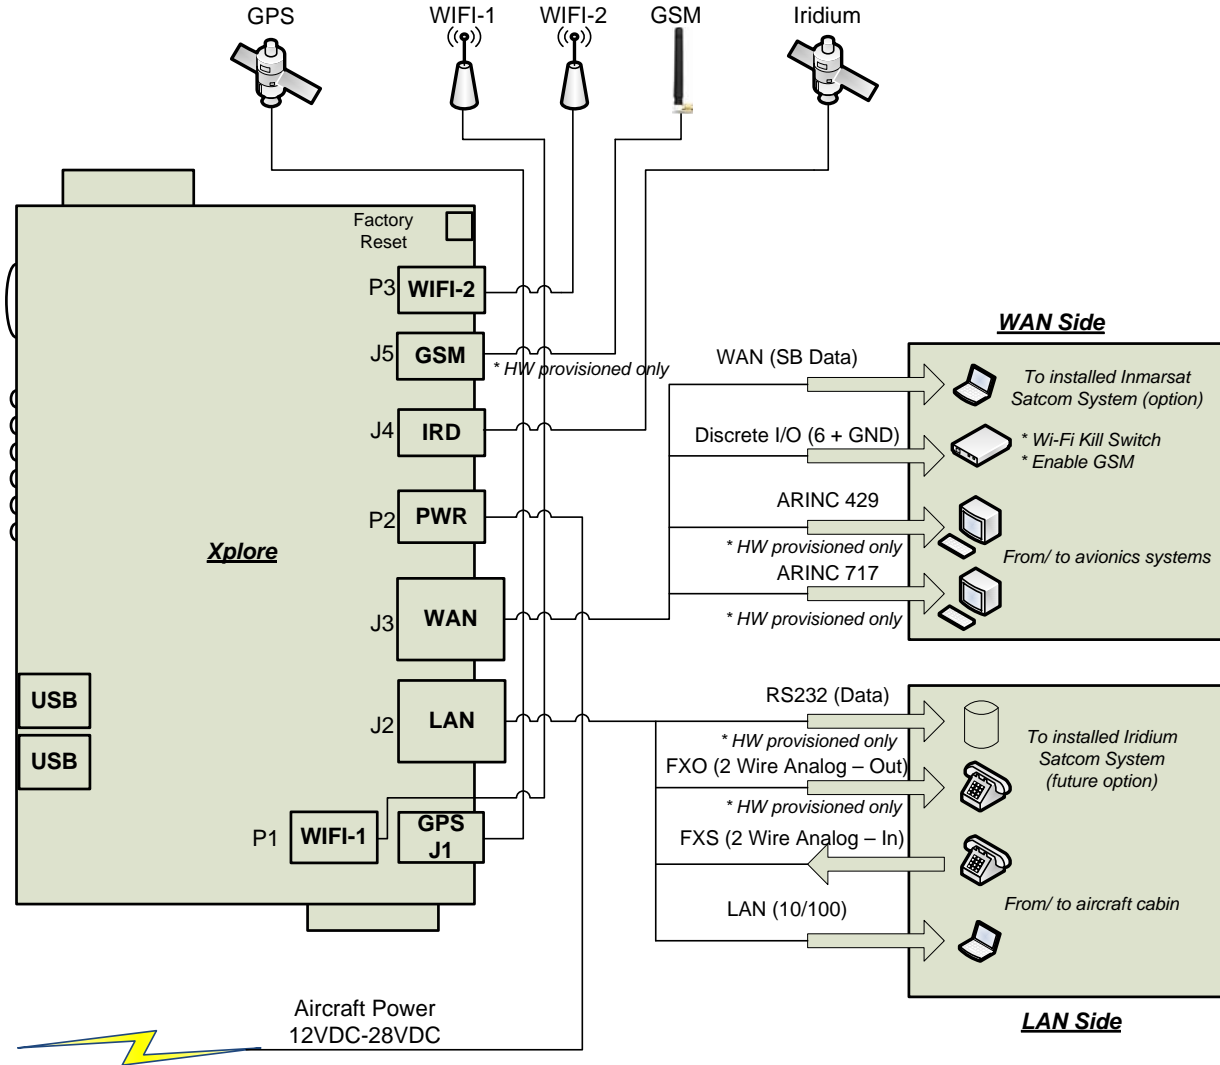 GPS
WIFI-1
WIFI-2
GSM
Iridium
Factory
Reset
P3
WIFI-2
J5
GSM
* HW provisioned only
J4
IRD
P2
PWR
Xplore
J3
WAN
J2
LAN
USB
USB
P1
WIFI-1
GPS
J1
Aircraft Power
12VDC-28VDC
WAN Side
WAN (SB Data)
To installed Inmarsat
Satcom System (option)
Discrete I/O (6 + GND)
* Wi-Fi Kill Switch
* Enable GSM
ARINC 429
* HW provisioned only
From/ to avionics systems
ARINC 717
* HW provisioned only
RS232 (Data)
* HW provisioned only
To installed Iridium
Satcom System
(future option)
FXO (2 Wire Analog – Out)
* HW provisioned only
FXS (2 Wire Analog – In)
From/ to aircraft cabin
LAN (10/100)
LAN Side